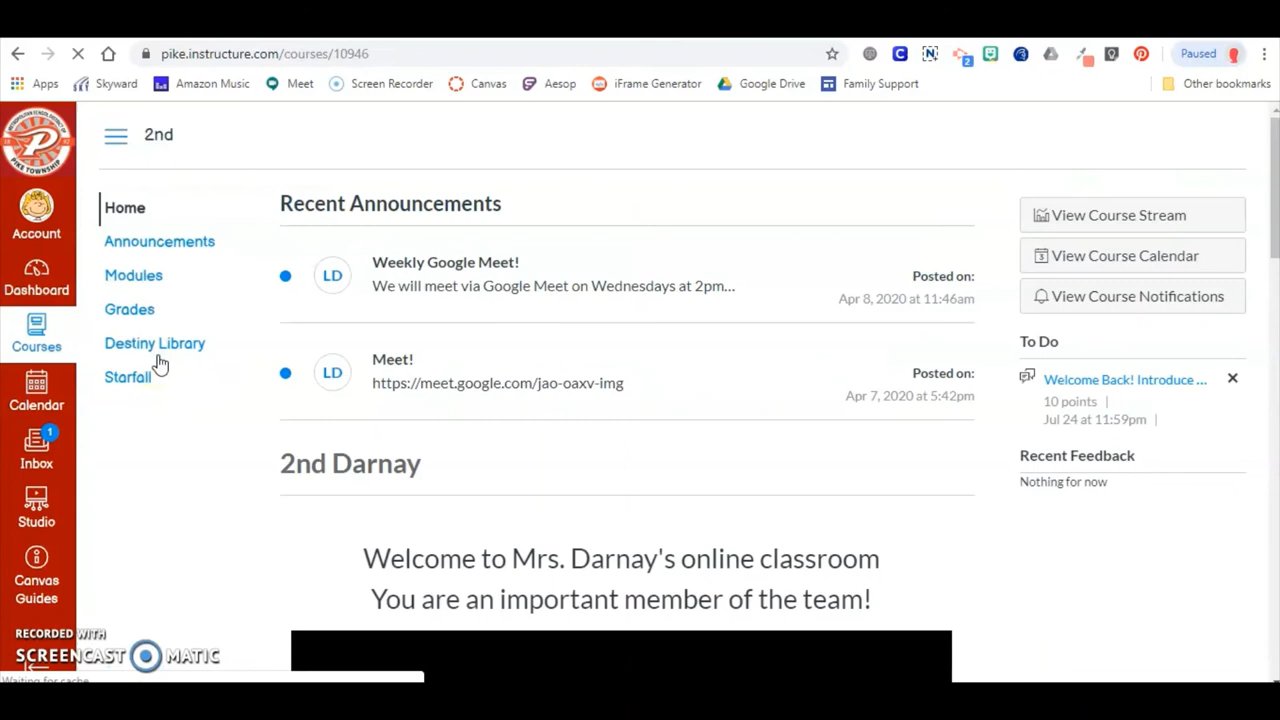 pike.instructure.com/courses/10946
Paused
Apps
Skyward
Amazon Music
Meet
Screen Recorder
Canvas
Aesop
iFrame Generator
Google Drive
Family Support
Other bookmarks
2
PIKE TOWNSHIP
Account
Dashboard
Courses
Calendar
1
Inbox
Studio
Canvas
Guides
2nd
Home
Announcements
Modules
Grades
Destiny Library
Starfall
Recent Announcements
LD
Weekly Google Meet!
We will meet via Google Meet on Wednesdays at 2pm...
Posted on:
Apr 8, 2020 at 11:46am
LD
Meet!
https://meet.google.com/jao-oaxv-img
Posted on:
Apr 7, 2020 at 5:42pm
2nd Darnay
Welcome to Mrs. Darnay's online classroom
You are an important member of the team!
View Course Stream
View Course Calendar
View Course Notifications
To Do
Welcome Back! Introduce ...
10 points |
Jul 24 at 11:59pm |
Recent Feedback
Nothing for now
RECORDED WITH
SCREENCAST MATIC
Waiting for cache